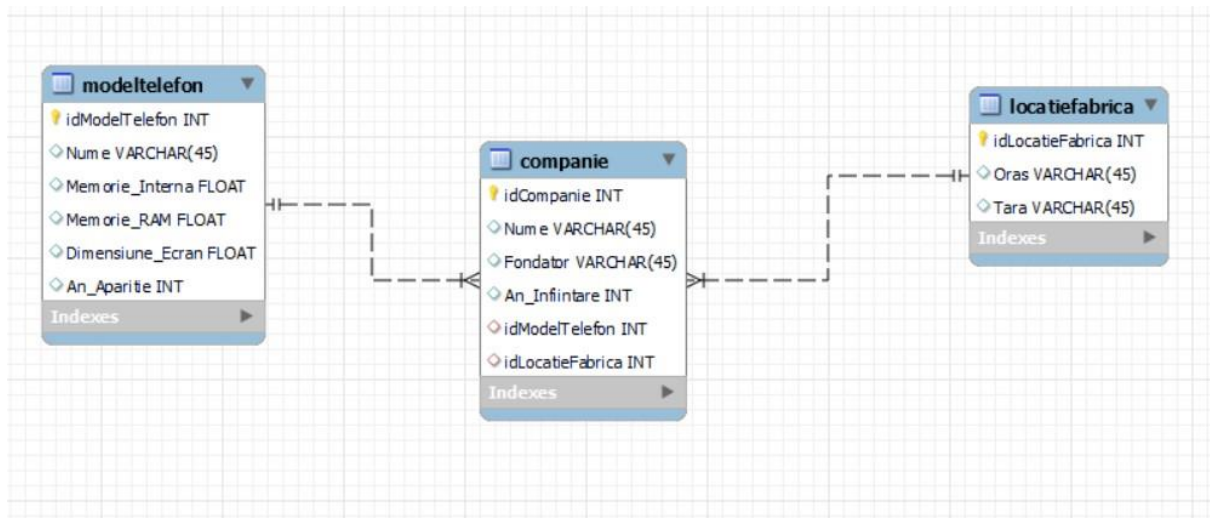 modeltelefon
idModelTelefon INT
Nume VARCHAR(45)
Memorie_Interna FLOAT
Memorie_RAM FLOAT
Dimensiune_Ecran FLOAT
An_Aparitie INT
Indexes
companie
idCompanie INT
Nume VARCHAR(45)
Fondator VARCHAR(45)
An_Infiintare INT
idModelTelefon INT
idLocatieFabrica INT
Indexes
locatiefabrica
idLocatieFabrica INT
Oras VARCHAR(45)
Tara VARCHAR(45)
Indexes